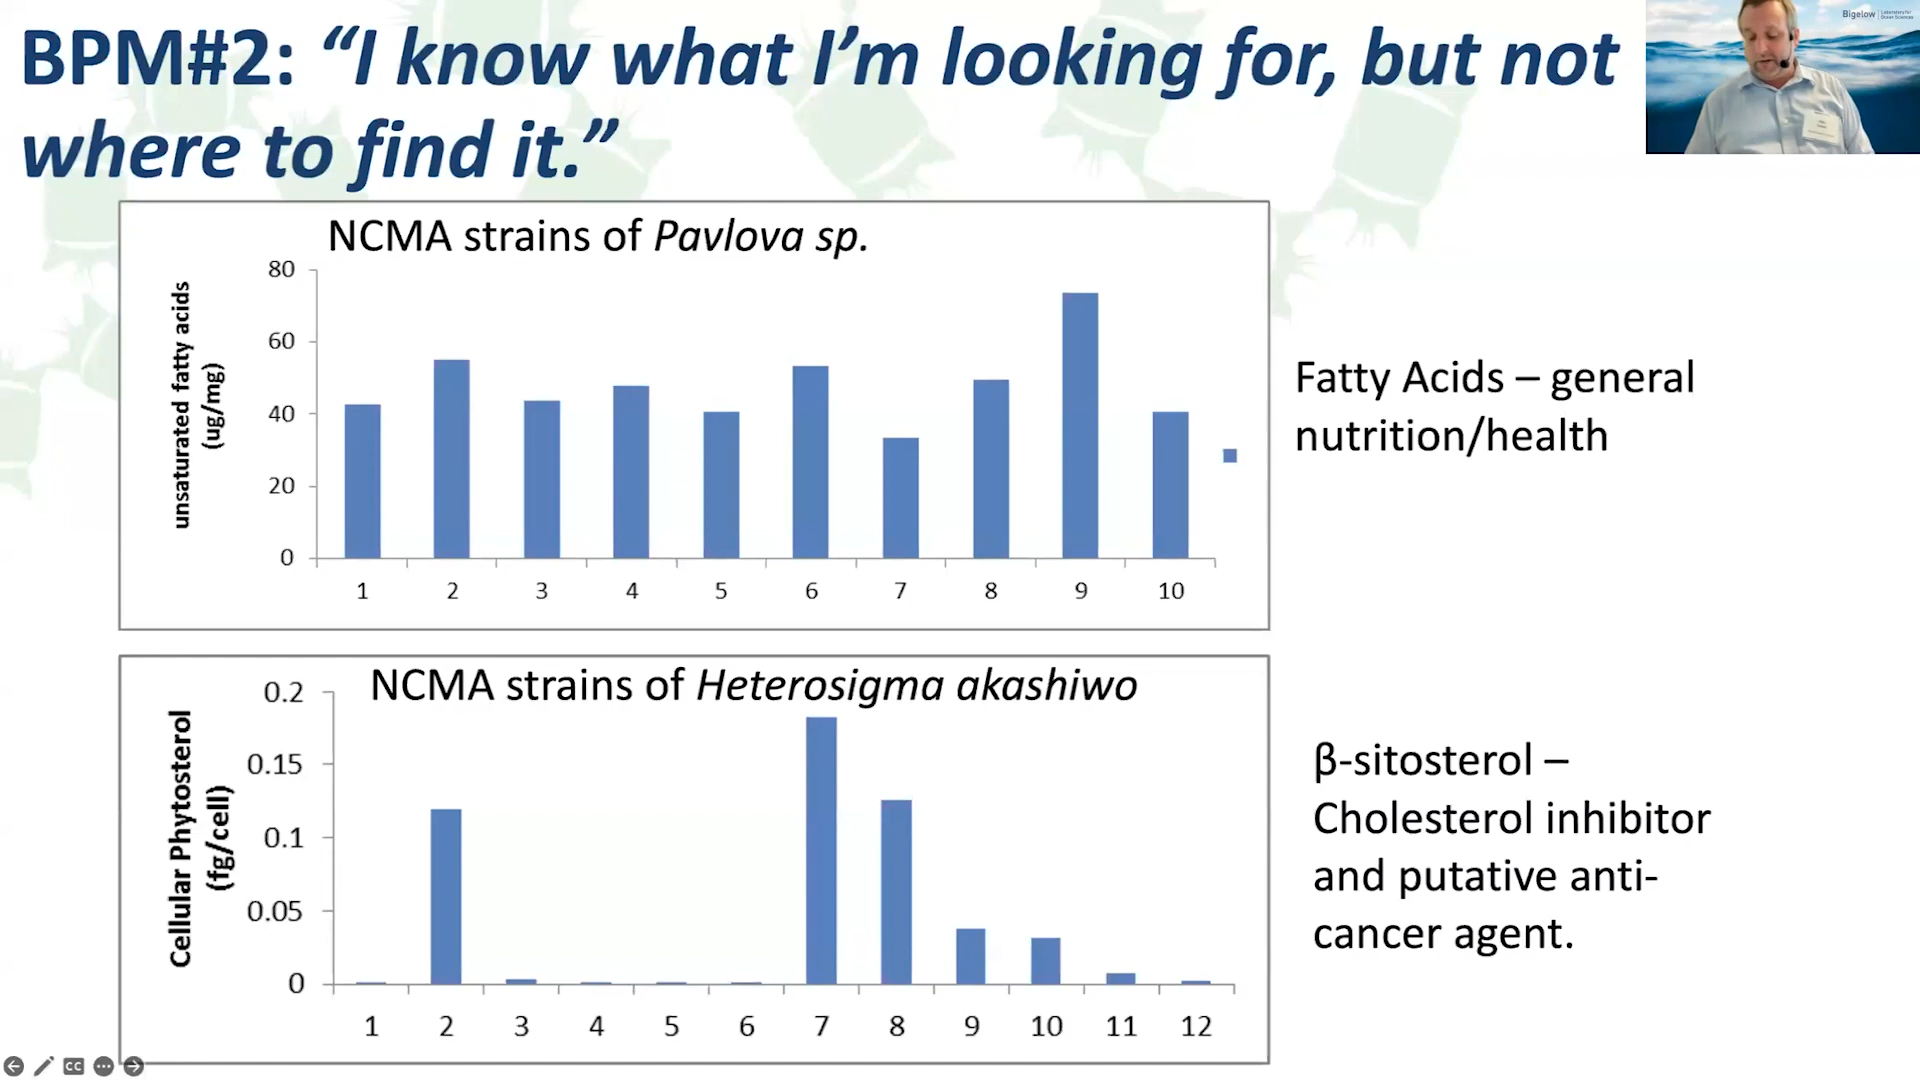 BPM#2: “I know what I’m looking for, but not
where to find it.”
Bigelow
NCMA strains of Pavlova sp.
unsaturated fatty acids
(ug/mg)
80
60
40
20
0
1 2 3 4 5 6 7 8 9 10
Fatty Acids – general
nutrition/health
NCMA strains of Heterosigma akashiwo
Cellular Phytosterol
(fg/cell)
0.2
0.15
0.1
0.05
0
1 2 3 4 5 6 7 8 9 10 11 12
β-sitosterol –
Cholesterol inhibitor
and putative anti-
cancer agent.
CC